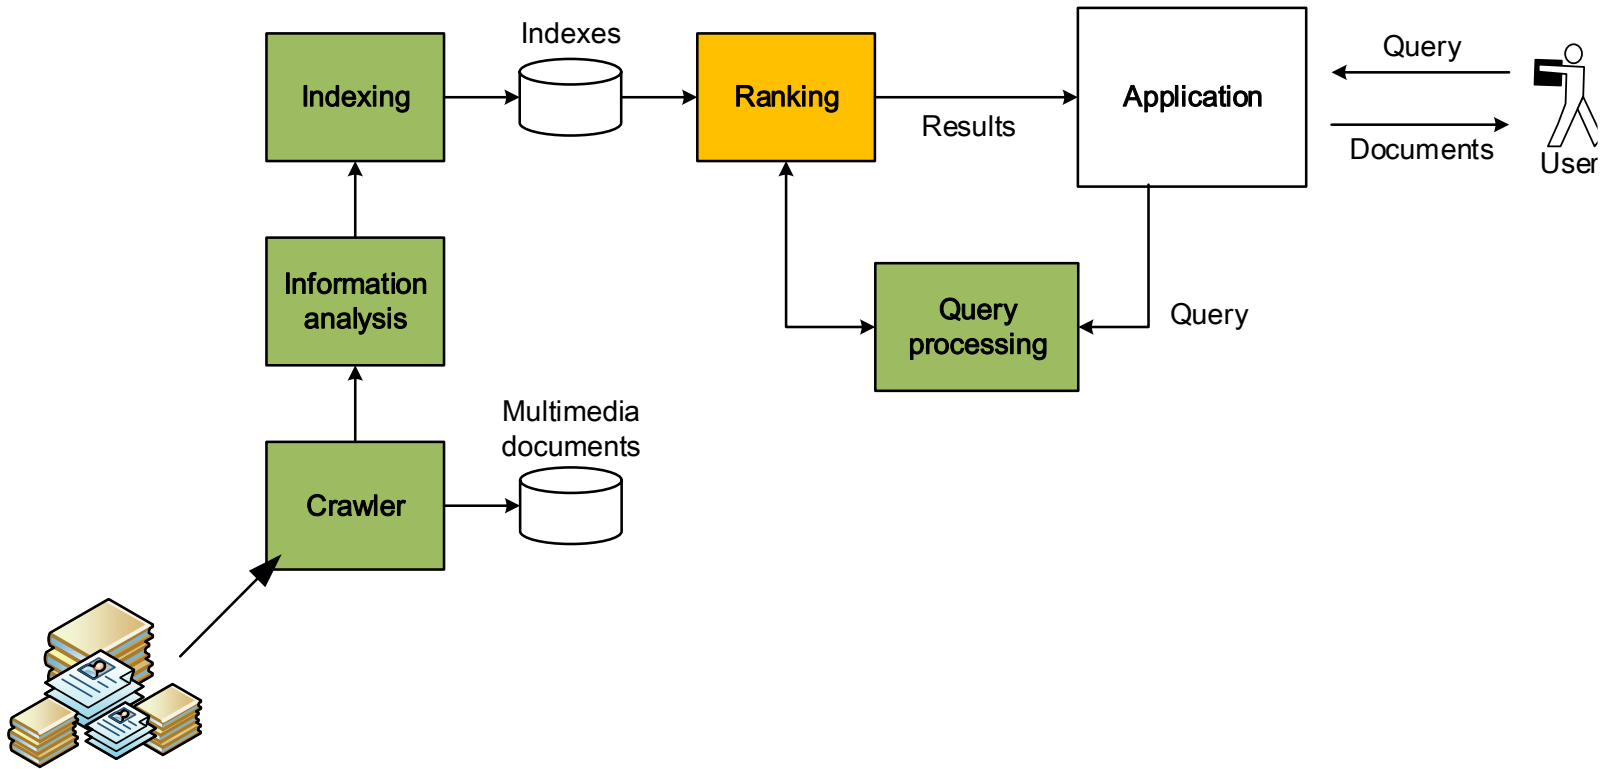 Indexes
Query
Indexing
Ranking
Application
Results
Documents
User
Information
analysis
Query
processing
Query
Multimedia
documents
Crawler